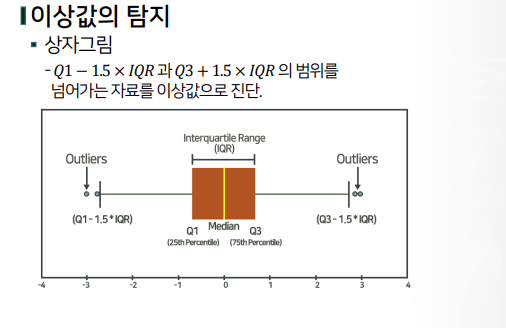 이상값의 탐지
▪ 상자그림
- Q1 − 1.5 × IQR 과 Q3 + 1.5 × IQR 의 범위를
넘어가는 자료를 이상값으로 진단.
Interquartile Range
(IQR)
Outliers
Outliers
(Q1 - 1.5 * IQR)
(Q3 - 1.5 * IQR)
Q1
Median
Q3
(25th Percentile)
(75th Percentile)
-4 -3 -2 -1 0 1 2 3 4